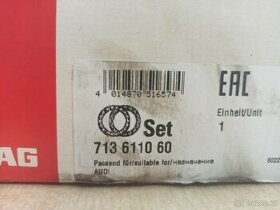 4 014870 516574
EAC
Set
Einheit/Unit
1
713 6110 60
AG
Passend für/suitable for/назначение
AUDI